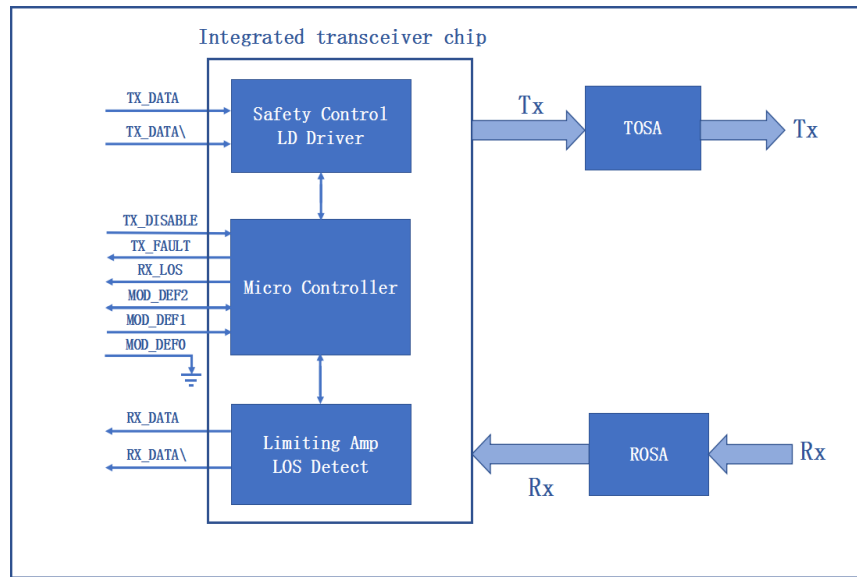 Integrated transceiver chip
TX_DATA
TX_DATA\
Safety Control
LD Driver
Tx
TOSA
Tx
TX_DISABLE
TX_FAULT
RX_LOS
MOD_DEF2
MOD_DEF1
MOD_DEF0
Micro Controller
RX_DATA
RX_DATA\
Limiting Amp
LOS Detect
Rx
ROSA
Rx